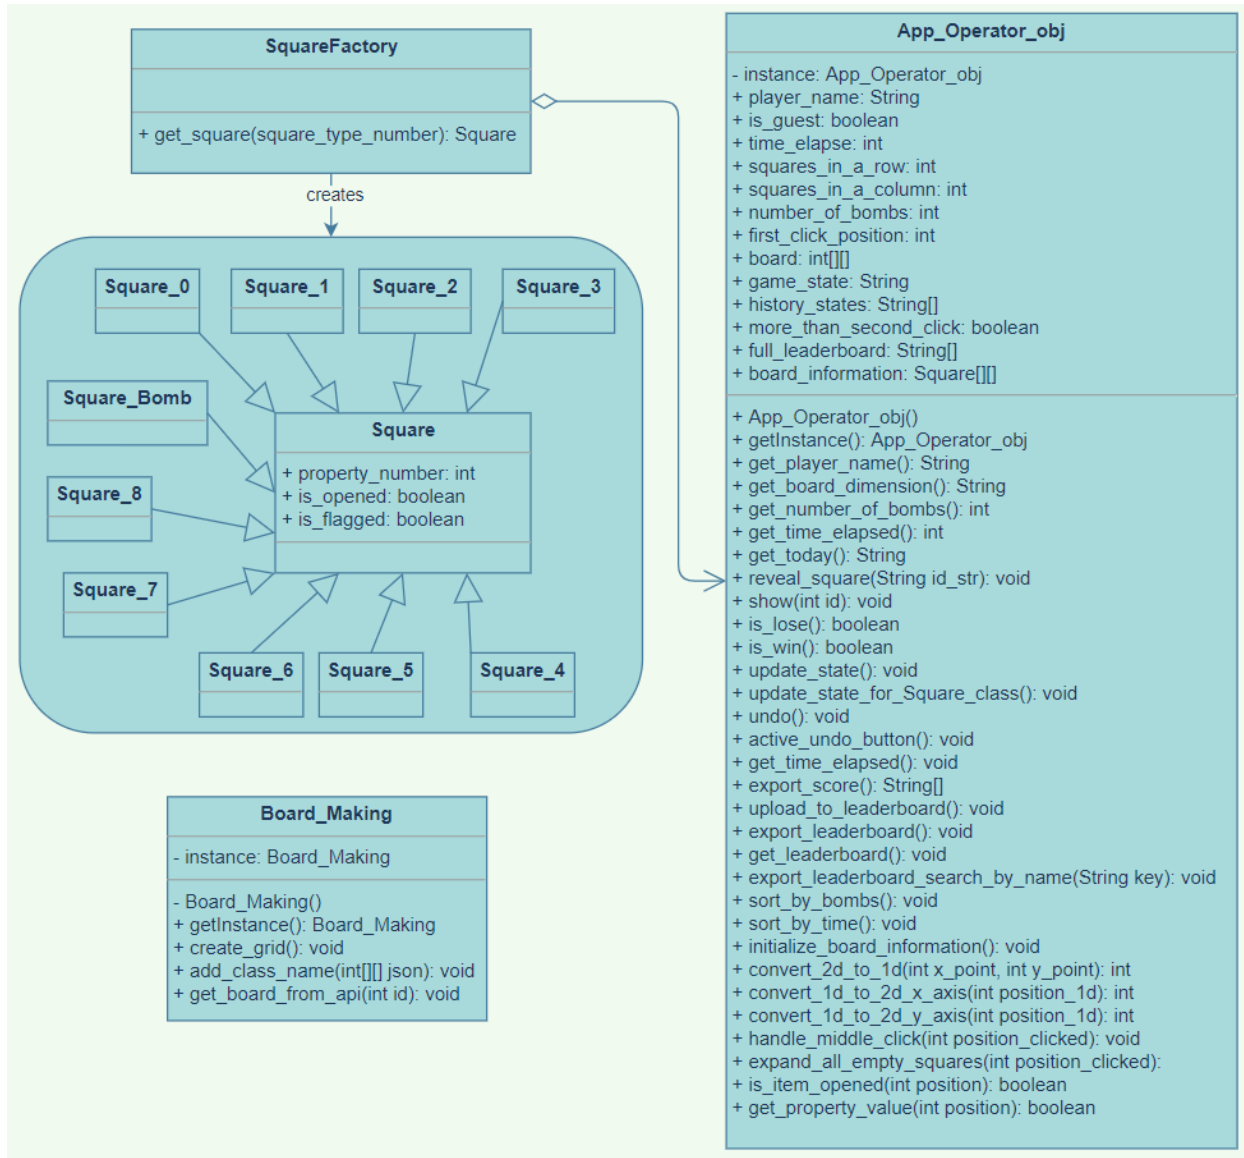 SquareFactory
+ get_square(square_type_number): Square
creates
Square_0
Square_1
Square_2
Square_3
Square_Bomb
Square
+ property_number: int
+ is_opened: boolean
+ is_flagged: boolean
Square_8
Square_7
Square_6
Square_5
Square_4
Board_Making
- instance: Board_Making
- Board_Making()
+ getInstance(): Board_Making
+ create_grid(): void
+ add_class_name(int[][] json): void
+ get_board_from_api(int id): void
App_Operator_obj
- instance: App_Operator_obj
+ player_name: String
+ is_guest: boolean
+ time_elapse: int
+ squares_in_a_row: int
+ squares_in_a_column: int
+ number_of_bombs: int
+ first_click_position: int
+ board: int[][]
+ game_state: String
+ history_states: String[]
+ more_than_second_click: boolean
+ full_leaderboard: String[]
+ board_information: Square[][]
+ App_Operator_obj()
+ getInstance(): App_Operator_obj
+ get_player_name(): String
+ get_board_dimension(): String
+ get_number_of_bombs(): int
+ get_time_elapsed(): int
+ get_today(): String
+ reveal_square(String id_str): void
+ show(int id): void
+ is_lose(): boolean
+ is_win(): boolean
+ update_state(): void
+ update_state_for_Square_class(): void
+ undo(): void
+ active_undo_button(): void
+ get_time_elapsed(): void
+ export_score(): String[]
+ upload_to_leaderboard(): void
+ export_leaderboard(): void
+ get_leaderboard(): void
+ export_leaderboard_search_by_name(String key): void
+ sort_by_bombs(): void
+ sort_by_time(): void
+ initialize_board_information(): void
+ convert_2d_to_1d(int x_point, int y_point): int
+ convert_1d_to_2d_x_axis(int position_1d): int
+ convert_1d_to_2d_y_axis(int position_1d): int
+ handle_middle_click(int position_clicked): void
+ expand_all_empty_squares(int position_clicked):
+ is_item_opened(int position): boolean
+ get_property_value(int position): boolean